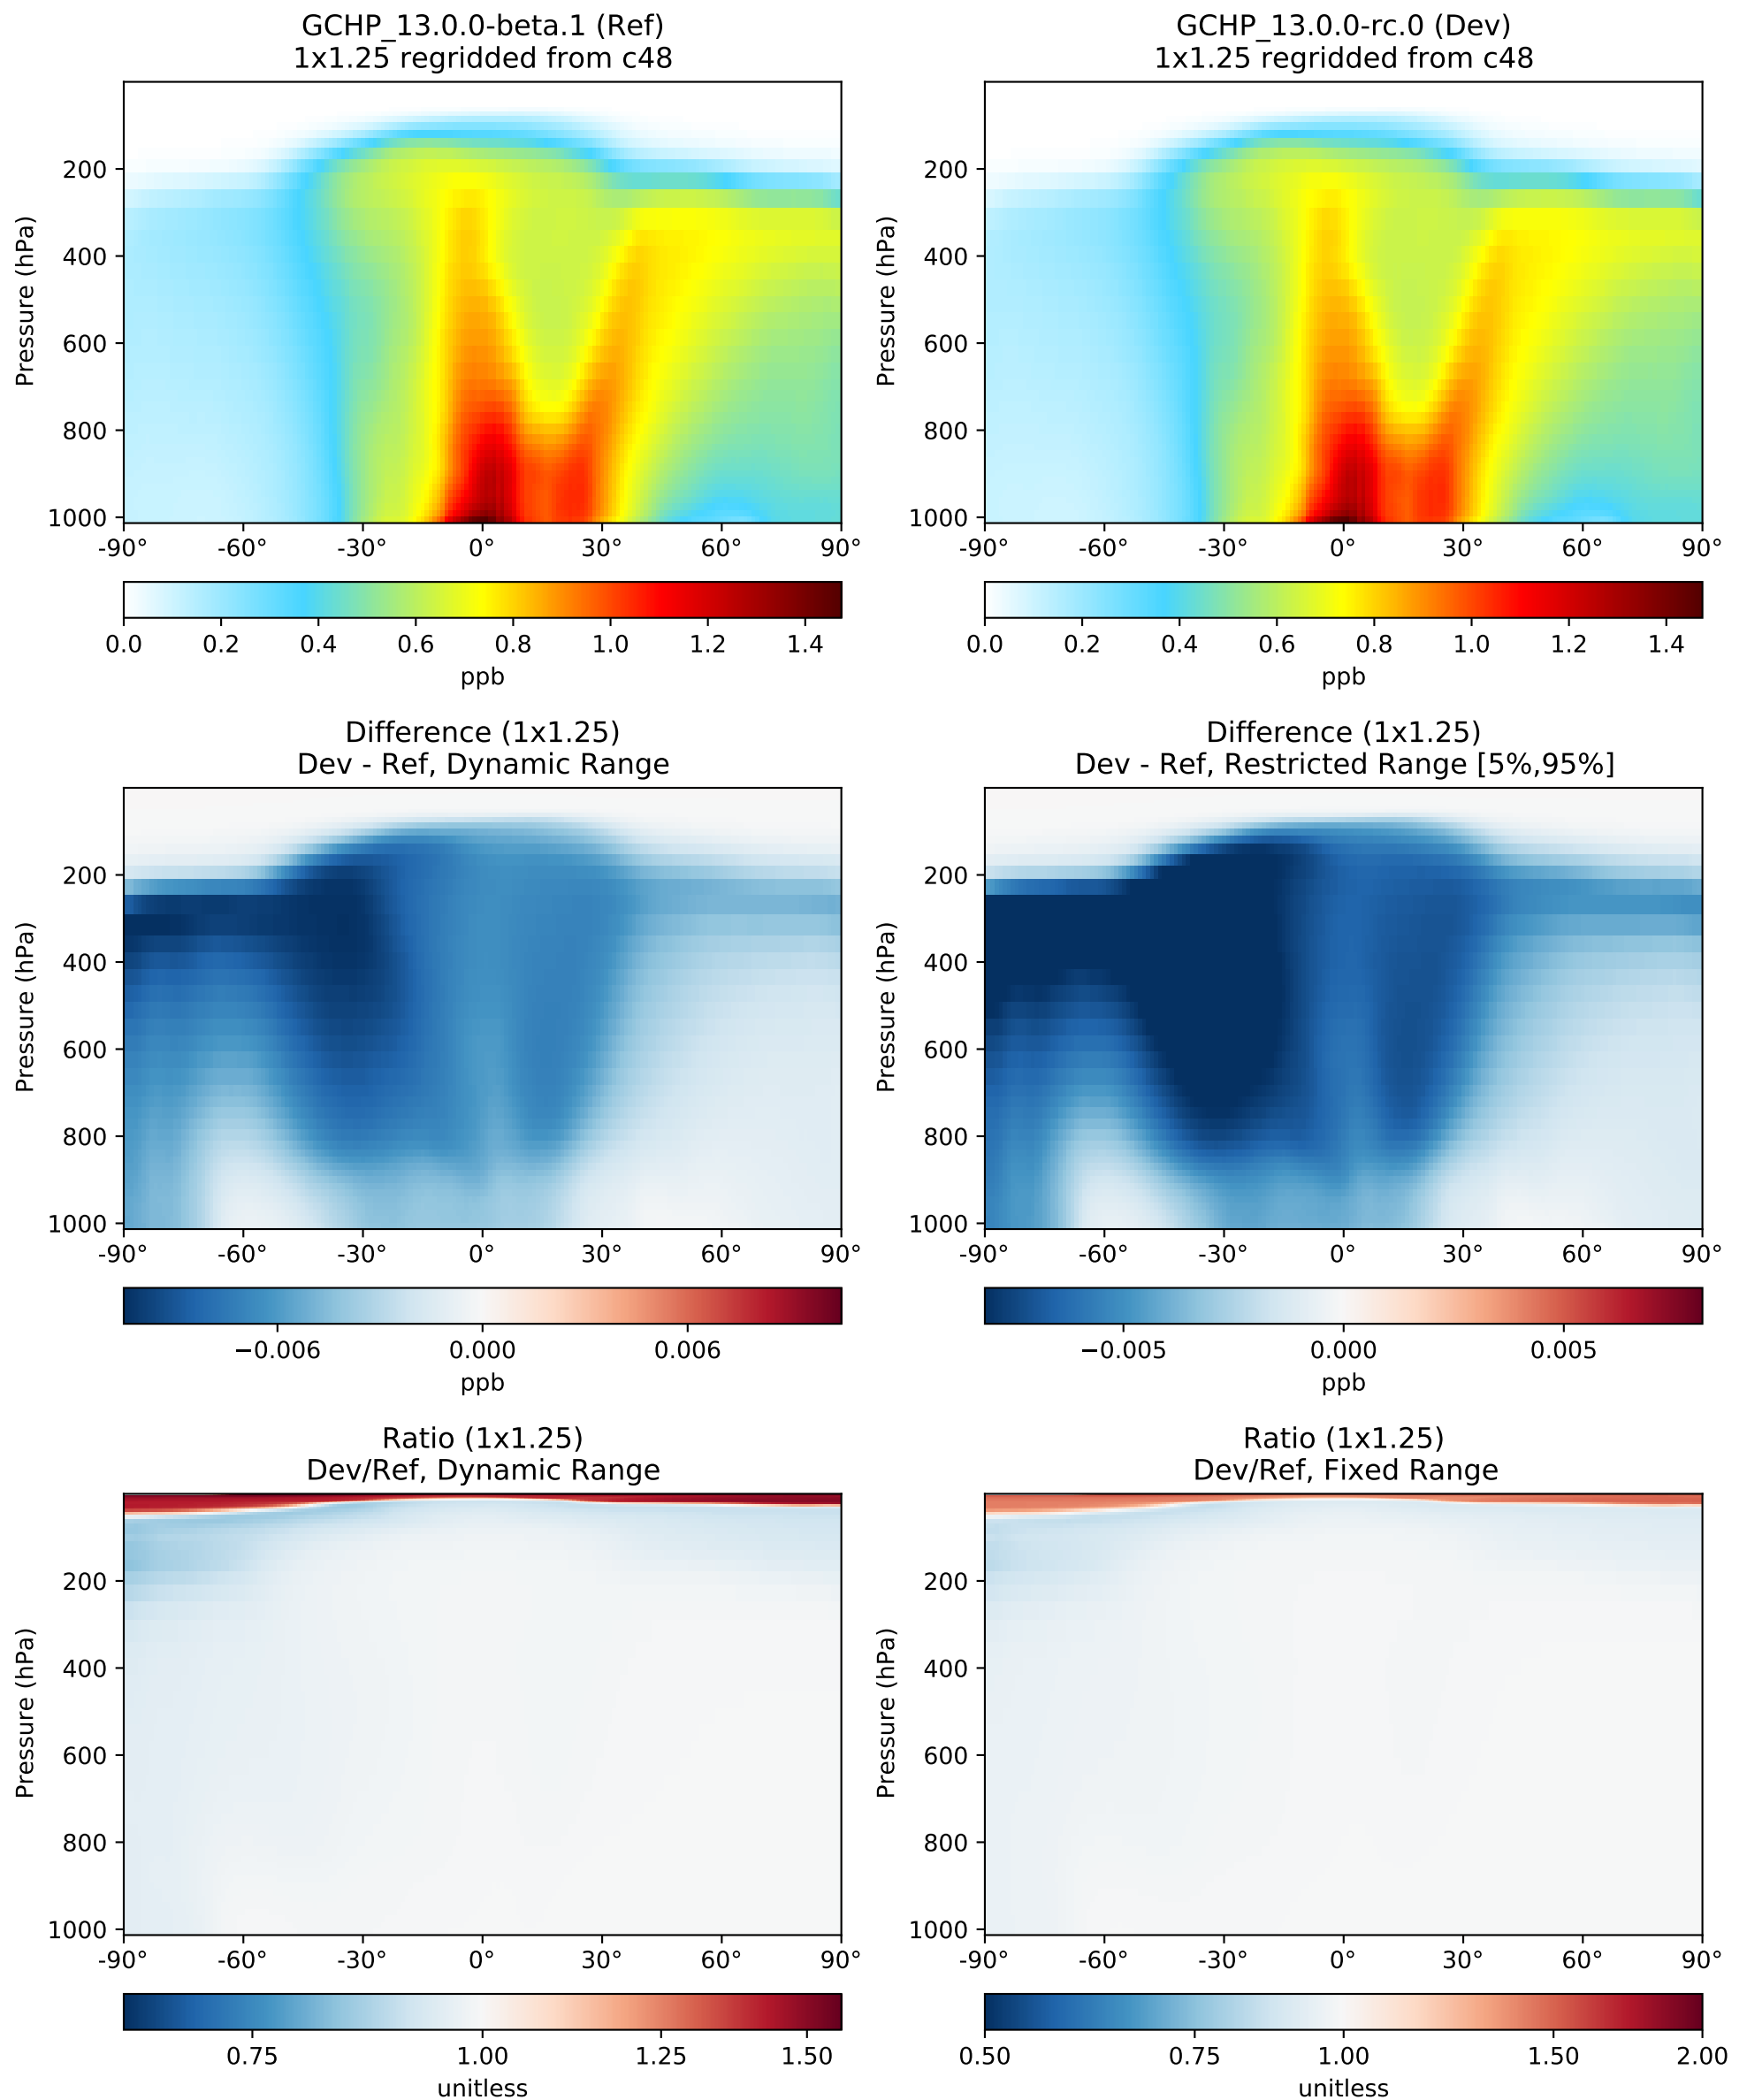 GCHP_13.0.0-beta.1 (Ref)
1x1.25 regridded from c48
Pressure (hPa)
200
400
600
800
1000
-90° -60° -30° 0° 30° 60° 90°
0.0 0.2 0.4 0.6 0.8 1.0 1.2 1.4
ppb
GCHP_13.0.0-rc.0 (Dev)
1x1.25 regridded from c48
Pressure (hPa)
200
400
600
800
1000
-90° -60° -30° 0° 30° 60° 90°
0.0 0.2 0.4 0.6 0.8 1.0 1.2 1.4
ppb
Difference (1x1.25)
Dev - Ref, Dynamic Range
Pressure (hPa)
200
400
600
800
1000
-90° -60° -30° 0° 30° 60° 90°
−0.006 0.000 0.006
ppb
Difference (1x1.25)
Dev - Ref, Restricted Range [5%,95%]
Pressure (hPa)
200
400
600
800
1000
-90° -60° -30° 0° 30° 60° 90°
−0.005 0.000 0.005
ppb
Ratio (1x1.25)
Dev/Ref, Dynamic Range
Pressure (hPa)
200
400
600
800
1000
-90° -60° -30° 0° 30° 60° 90°
0.75 1.00 1.25 1.50
unitless
Ratio (1x1.25)
Dev/Ref, Fixed Range
Pressure (hPa)
200
400
600
800
1000
-90° -60° -30° 0° 30° 60° 90°
0.50 0.75 1.00 1.50 2.00
unitless